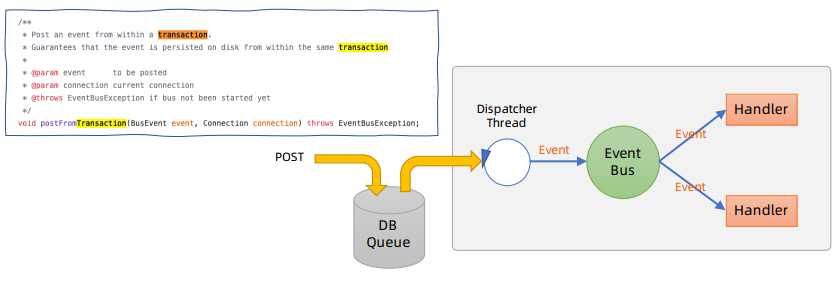 /**
 * Post an event from within a transaction.
 * Guarantees that the event is persisted on disk from within the same transaction
 *
 * @param event      to be posted
 * @param connection current connection
 * @throws EventBusException if bus not been started yet
 */
void postFromTransaction(BusEvent event, Connection connection) throws EventBusException;
POST
DB
Queue
Dispatcher
Thread
Event
Event
Bus
Event
Event
Handler
Handler